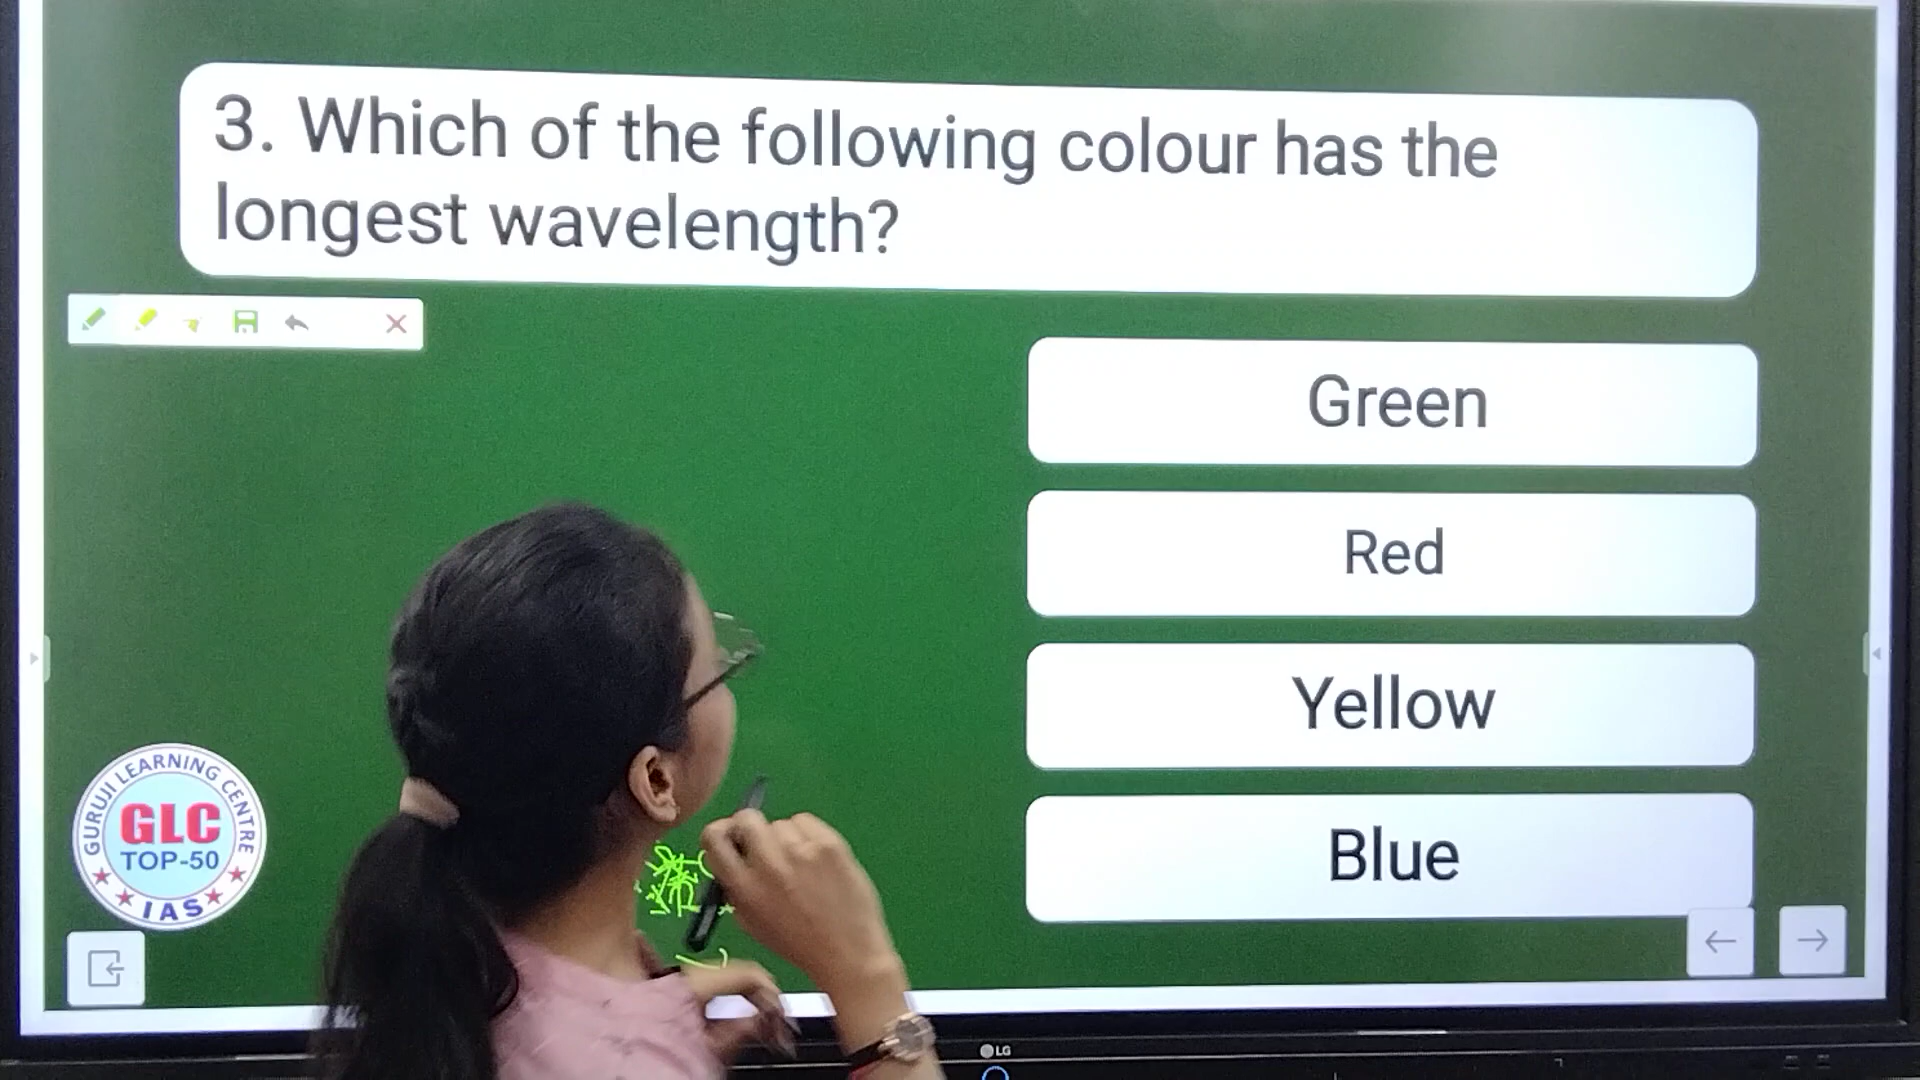 3. Which of the following colour has the
longest wavelength?
Green
Red
Yellow
Blue
GURUJI LEARNING CENTRE
GLC
TOP-50
IAS
LG